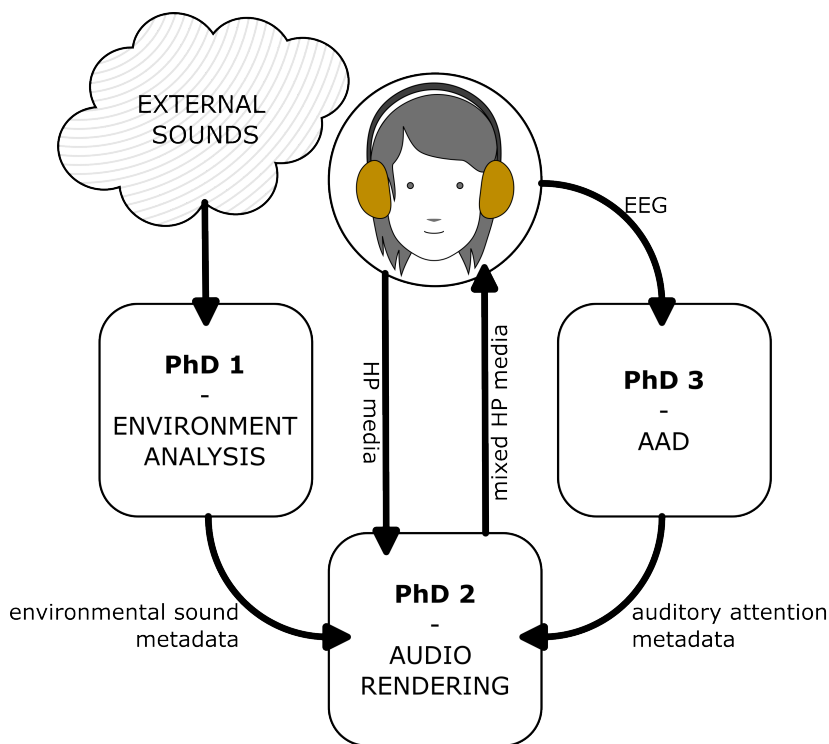 EXTERNAL
SOUNDS
EEG
PhD 1
-
ENVIRONMENT
ANALYSIS
HP media
mixed HP media
PhD 3
-
AAD
environmental sound
metadata
PhD 2
-
AUDIO
RENDERING
auditory attention
metadata